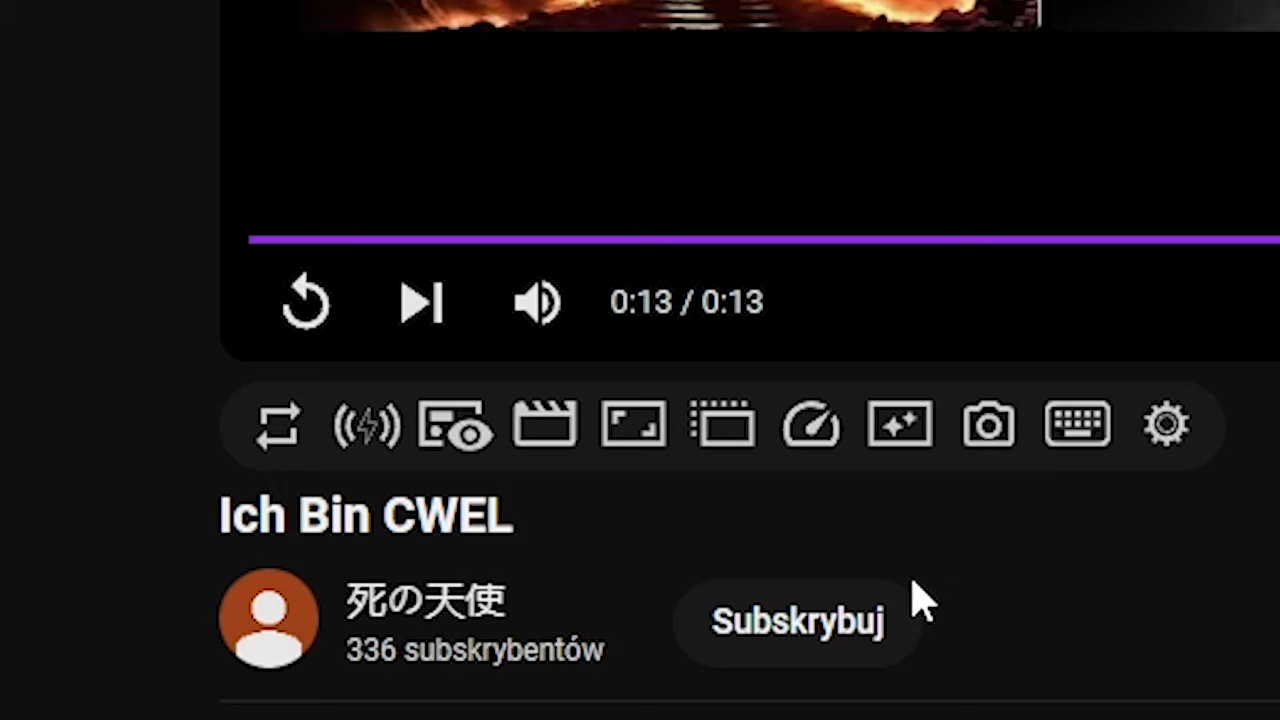 0:13 / 0:13
Ich Bin CWEL
死の天使
336 subskrybentów
Subskrybuj